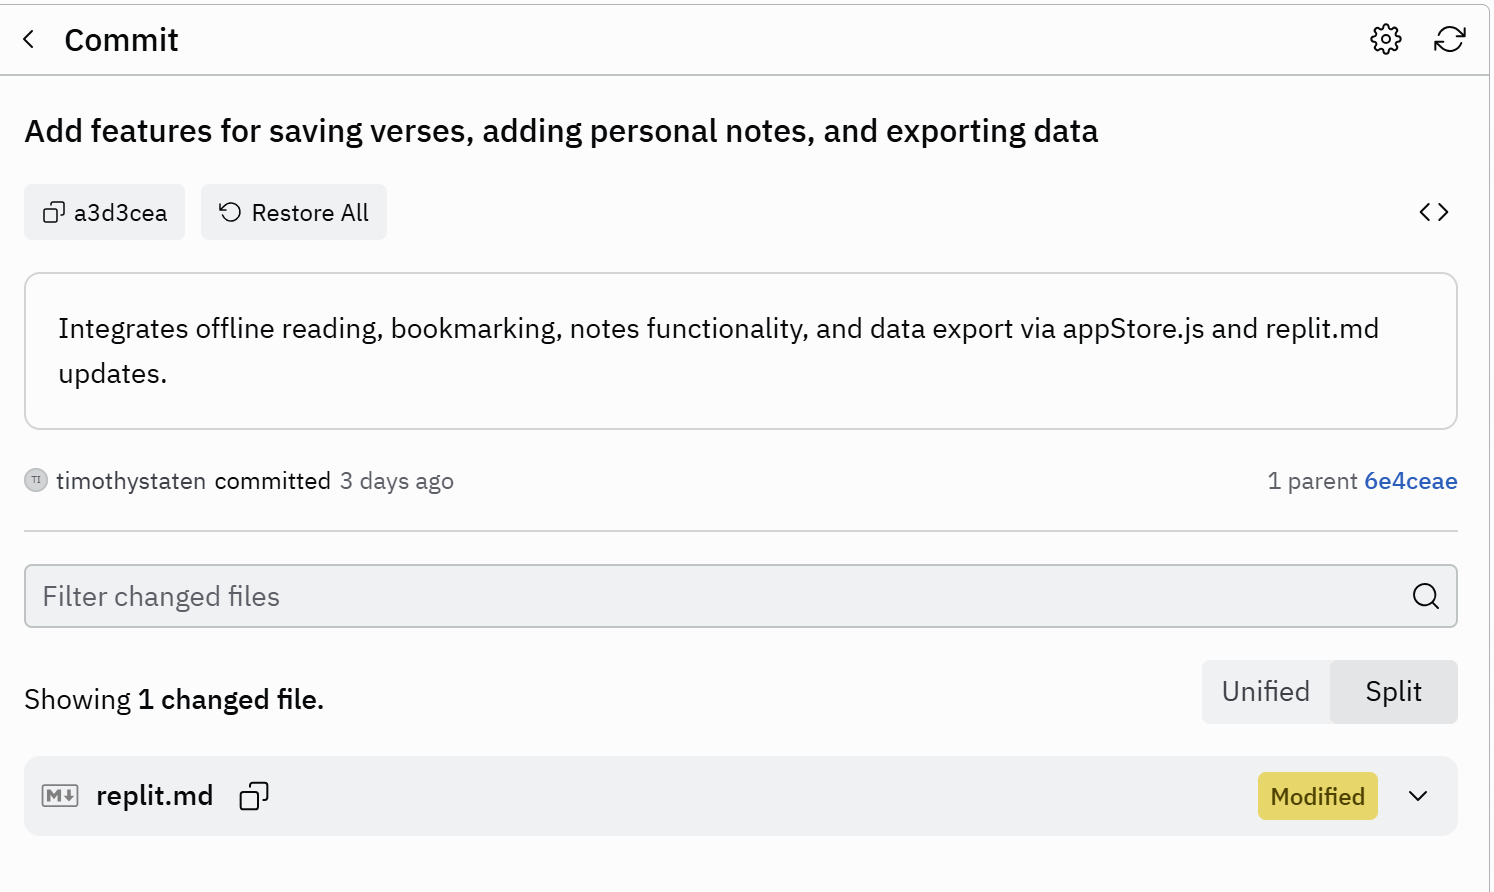 Commit
Add features for saving verses, adding personal notes, and exporting data
a3d3cea Restore All
Integrates offline reading, bookmarking, notes functionality, and data export via appStore.js and replit.md
updates.
TI timothystaten committed 3 days ago 1 parent 6e4ceae
Filter changed files
Showing 1 changed file. Unified Split
M replit.md Modified